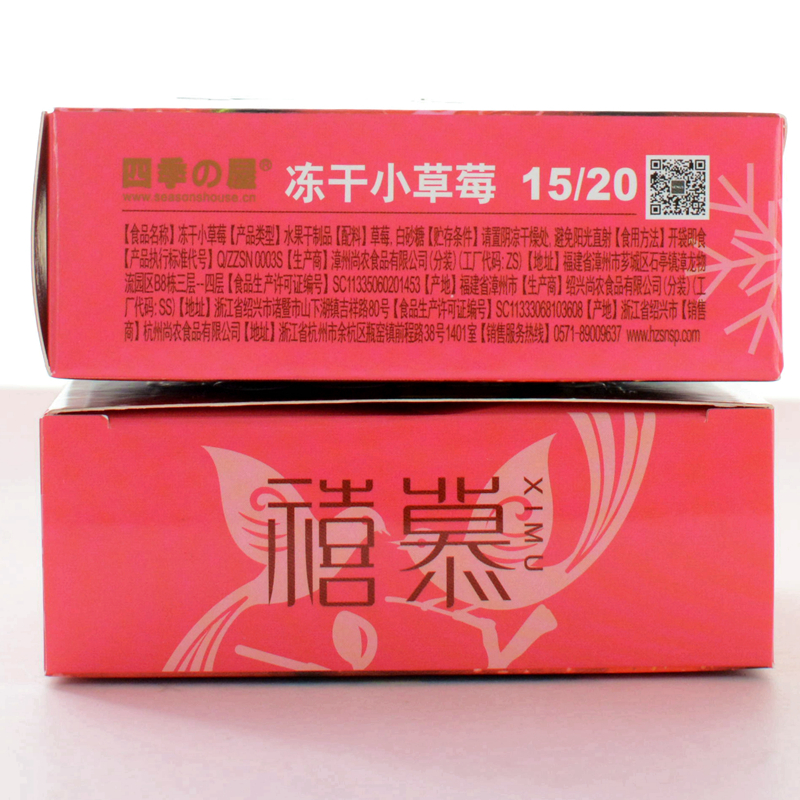 四季の屋® 冻干小草莓 15/20
www.seasonshouse.cn
【食品名称】冻干小草莓【产品类型】水果干制品【配料】草莓,白砂糖【贮存条件】请置阴凉干燥处,避免阳光直射【食用方法】开袋即食
【产品执行标准代号】Q/ZZSN 0003S【生产商】漳州尚农食品有限公司(分装)(工厂代码:ZS)【地址】福建省漳州市芗城区石亭镇漳龙物
流园区B8栋三层-四层【食品生产许可证编号】SC11335060201453【产地】福建省漳州市【生产商】绍兴尚农食品有限公司(分装)(工
厂代码:SS)【地址】浙江省绍兴市诸暨市山下湖镇吉祥路80号【食品生产许可证编号】SC11333068103608【产地】浙江省绍兴市【销售
商】杭州尚农食品有限公司【地址】浙江省杭州市余杭区瓶窑镇前程路38号1401室【销售服务热线】0571-89009637 www.hzsnsp.com
禧慕
XIMU